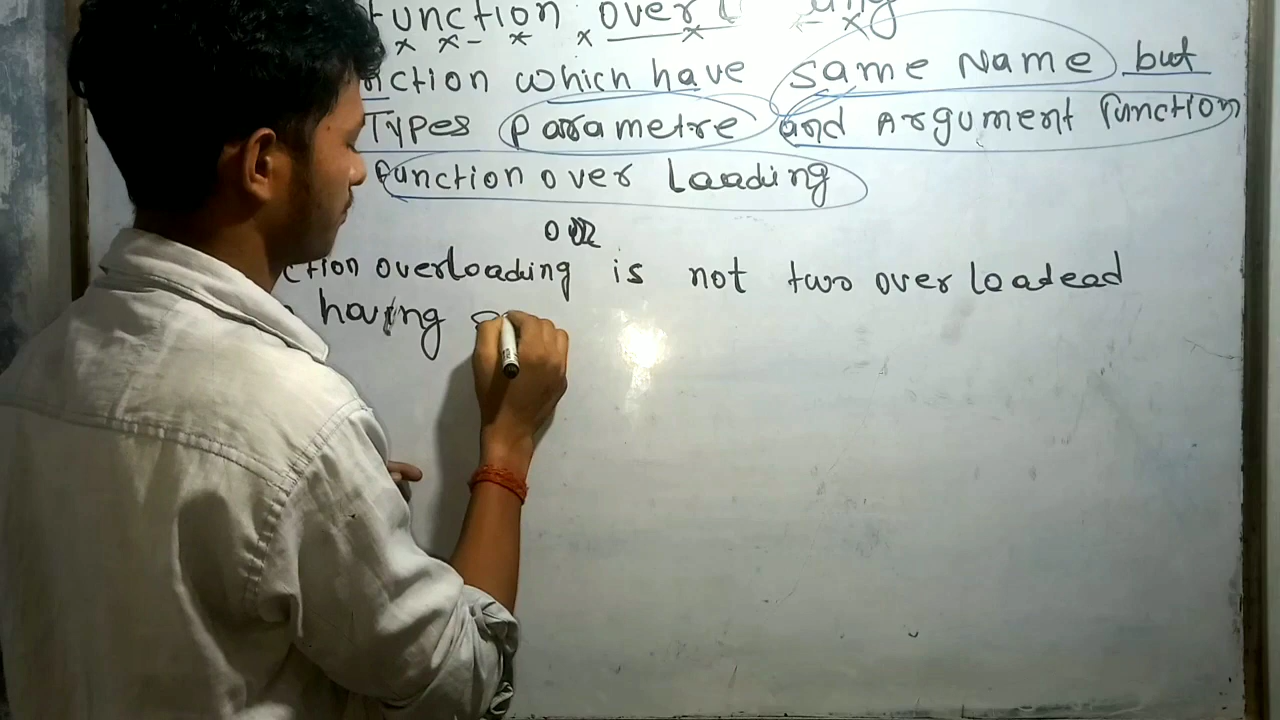 function over
nction which have same Name but
Types Parametre and Argument function
function over Loading
OR
ction overloading is not two over loadead
having